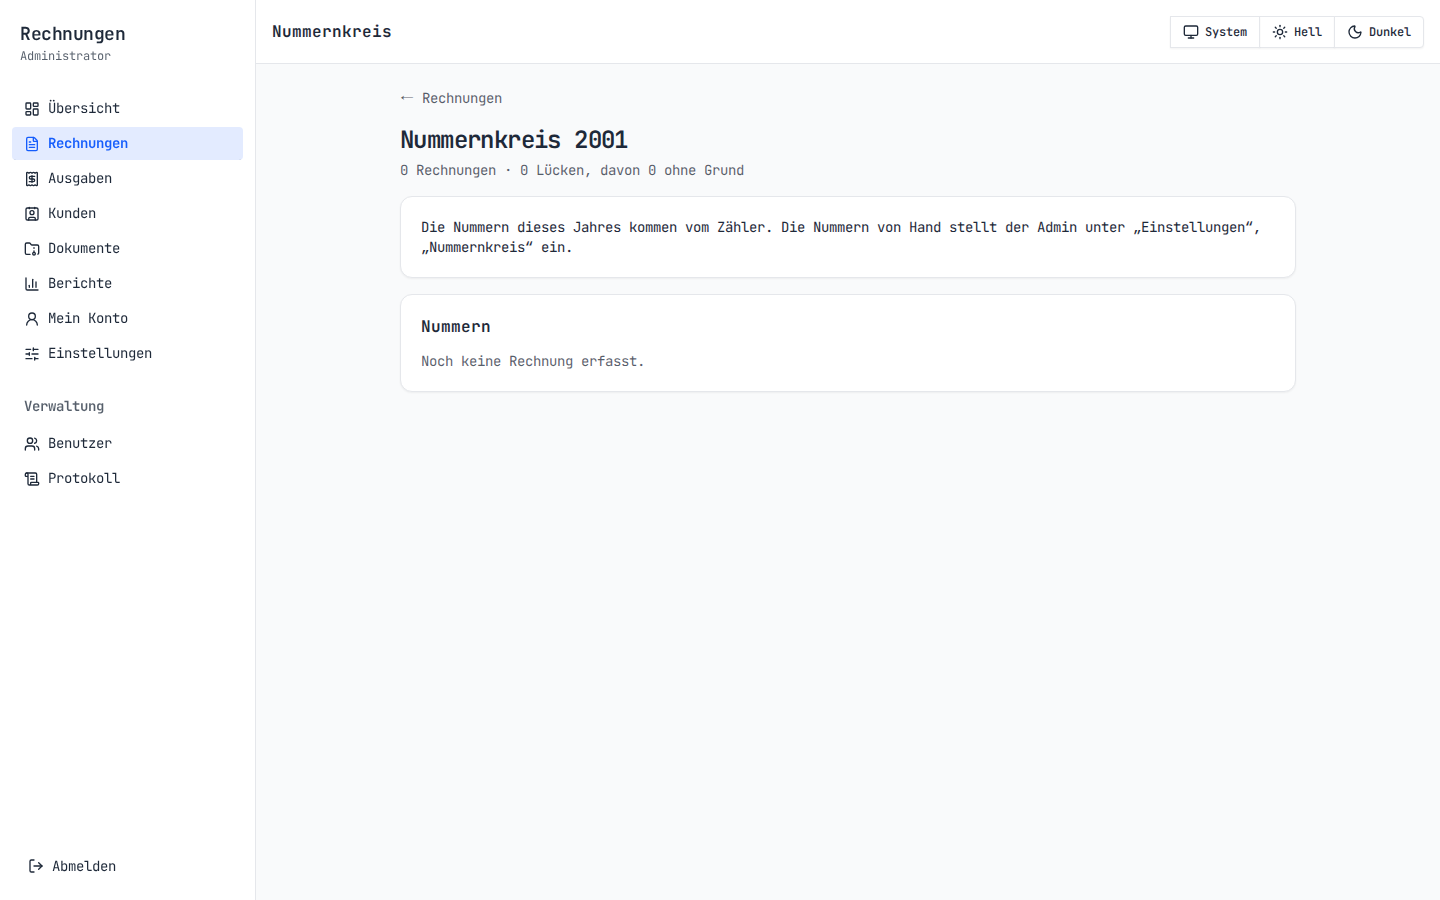 Rechnungen
Administrator
Übersicht
Rechnungen
Ausgaben
Kunden
Dokumente
Berichte
Mein Konto
Einstellungen
Verwaltung
Benutzer
Protokoll
Abmelden
Nummernkreis
System
Hell
Dunkel
← Rechnungen
Nummernkreis 2001
0 Rechnungen · 0 Lücken, davon 0 ohne Grund
Die Nummern dieses Jahres kommen vom Zähler. Die Nummern von Hand stellt der Admin unter „Einstellungen“,
„Nummernkreis“ ein.
Nummern
Noch keine Rechnung erfasst.